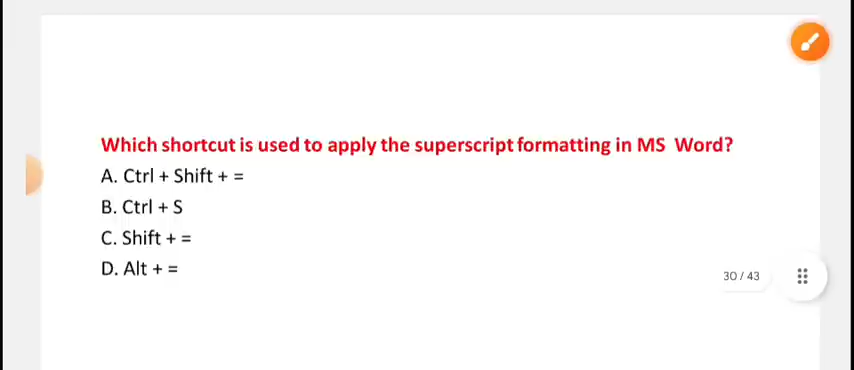 Which shortcut is used to apply the superscript formatting in MS Word?
A. Ctrl + Shift + =
B. Ctrl + S
C. Shift + =
D. Alt + =
30 / 43